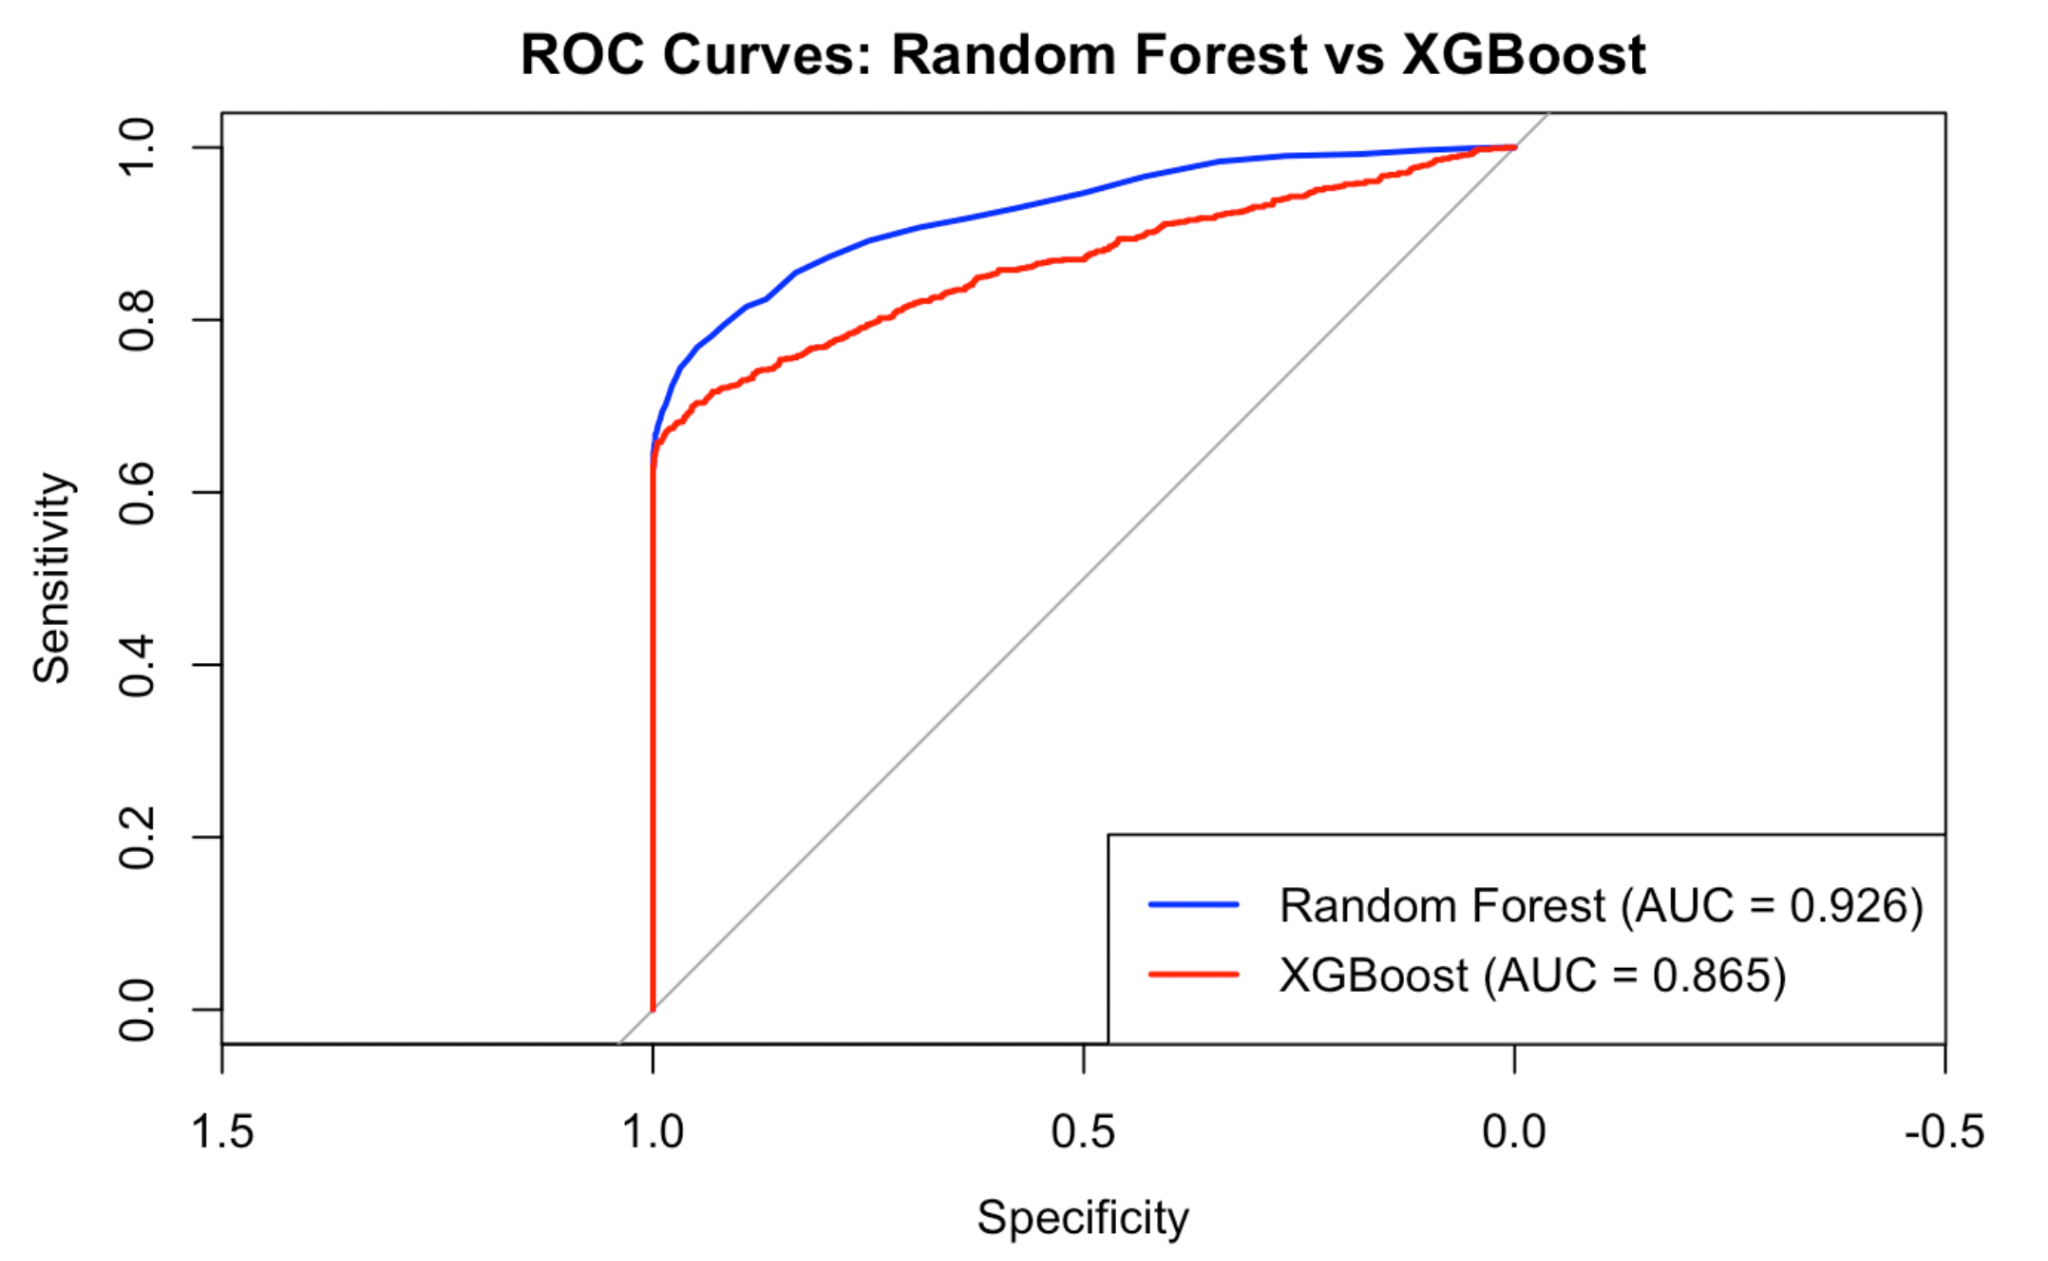 ROC Curves: Random Forest vs XGBoost
Sensitivity
1.0
0.8
0.6
0.4
0.2
0.0
Random Forest (AUC = 0.926)
XGBoost (AUC = 0.865)
1.5 1.0 0.5 0.0 -0.5
Specificity